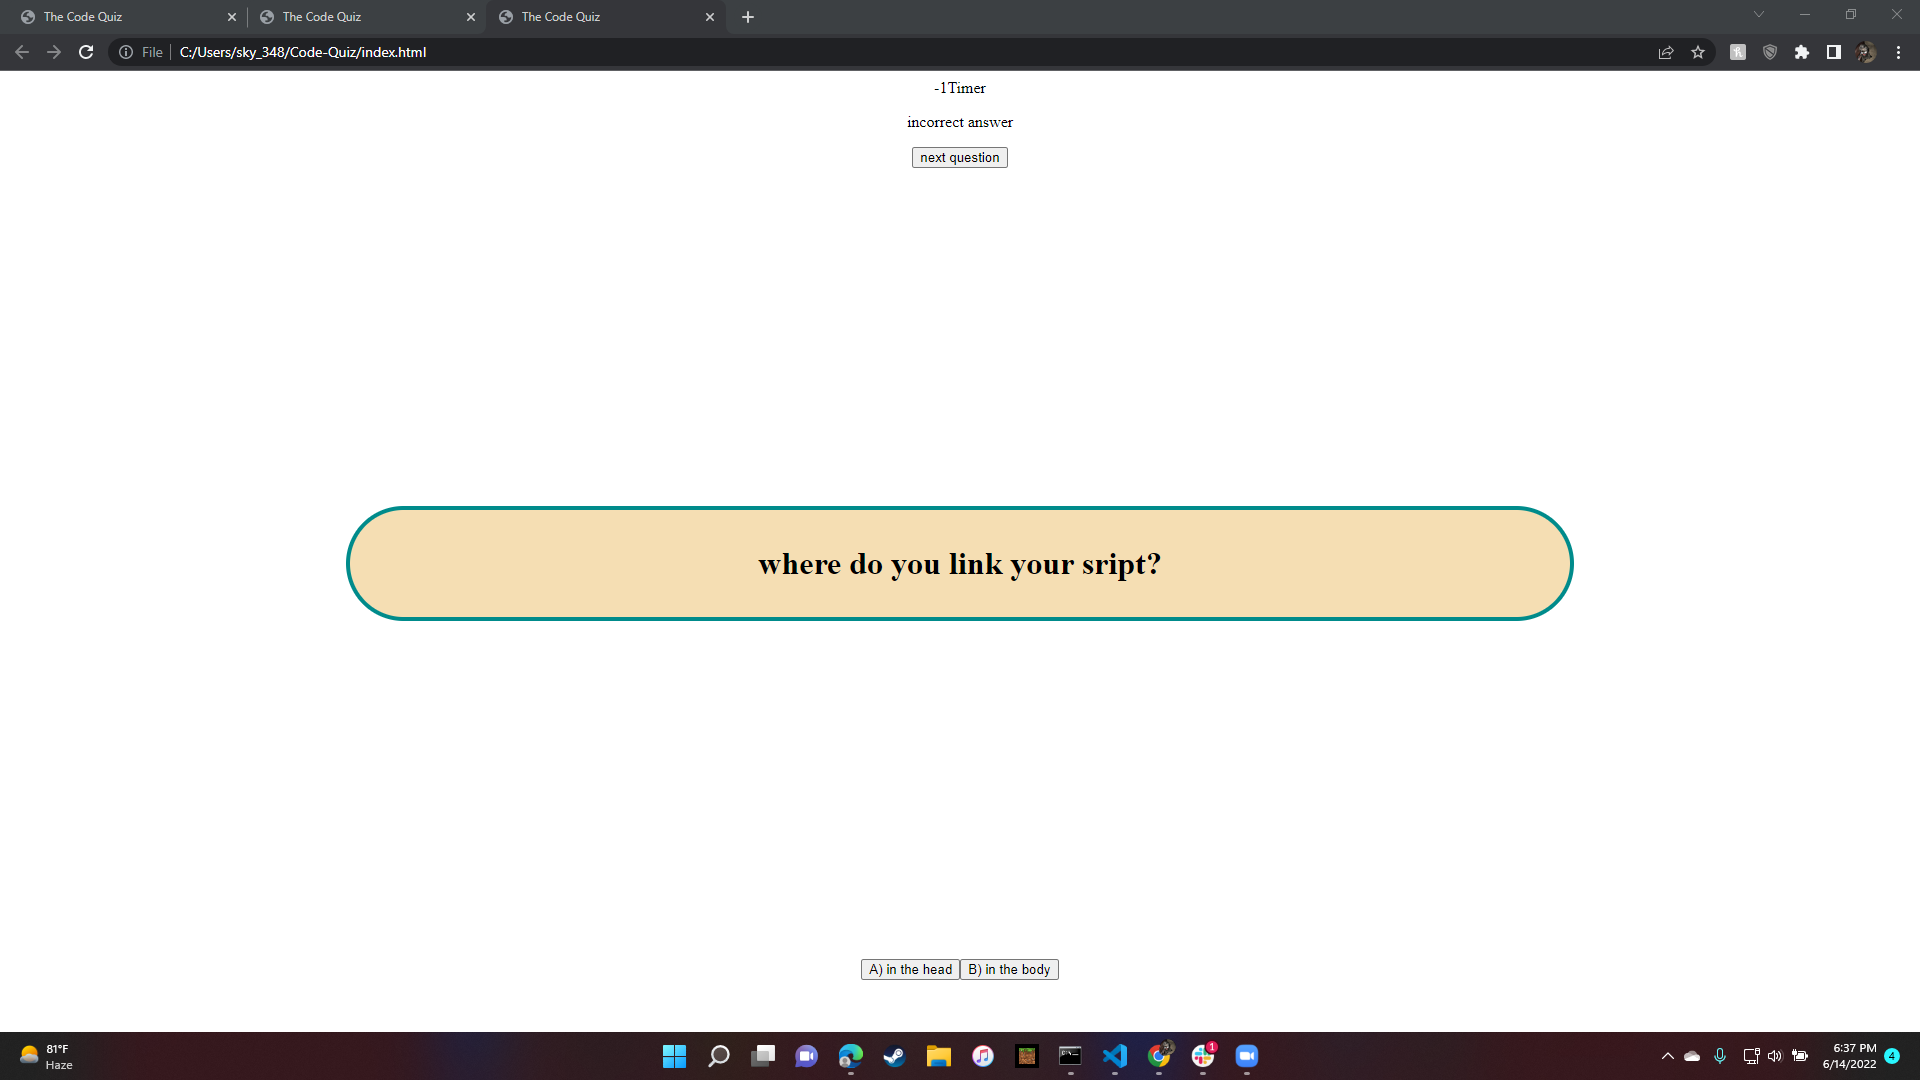 The Code Quiz
The Code Quiz
The Code Quiz
File
C:/Users/sky_348/Code-Quiz/index.html
-1Timer
incorrect answer
next question
where do you link your sript?
A) in the head
B) in the body
81°F
Haze
1
6:37 PM
6/14/2022
4